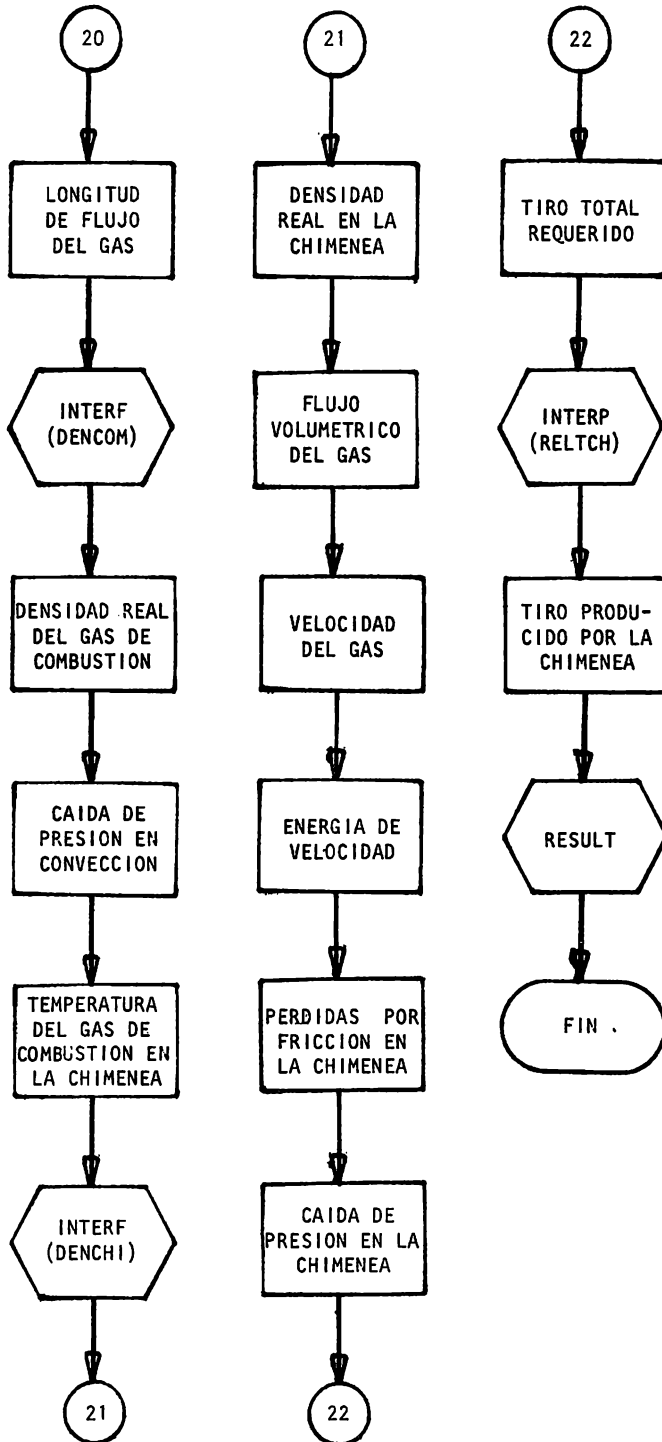 20
LONGITUD
DE FLUJO
DEL GAS
INTERF
(DENCOM)
DENSIDAD REAL
DEL GAS DE
COMBUSTION
CAIDA DE
PRESION EN
CONVECCION
TEMPERATURA
DEL GAS DE
COMBUSTION EN
LA CHIMENEA
INTERF
(DENCHI)
21
21
DENSIDAD
REAL EN LA
CHIMENEA
FLUJO
VOLUMETRICO
DEL GAS
VELOCIDAD
DEL GAS
ENERGIA DE
VELOCIDAD
PERDIDAS POR
FRICCION EN
LA CHIMENEA
CAIDA DE
PRESION EN LA
CHIMENEA
22
22
TIRO TOTAL
REQUERIDO
INTERP
(RELTCH)
TIRO PRODU-
CIDO POR LA
CHIMENEA
RESULT
FIN .